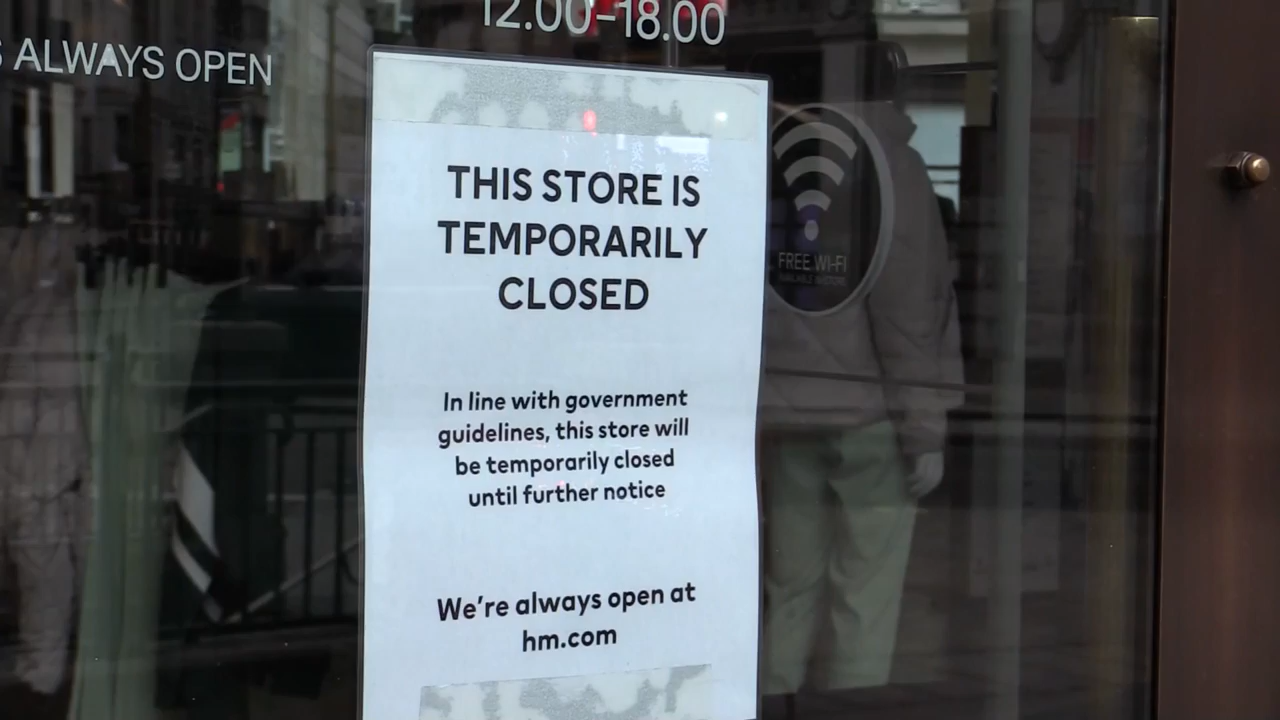 12.00-18.00
ALWAYS OPEN
THIS STORE IS
TEMPORARILY
CLOSED
In line with government
guidelines, this store will
be temporarily closed
until further notice
We're always open at
hm.com
FREE WI-FI